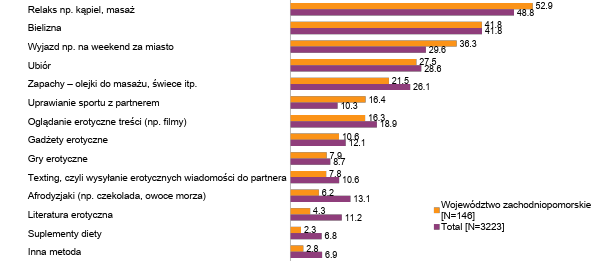 Relaks np. kąpiel, masaż 52.9
48.8
Bielizna 41.8
41.8
Wyjazd np. na weekend za miasto 36.3
29.6
Ubiór 27.5
28.6
Zapachy – olejki do masażu, świece itp. 21.5
26.1
Uprawianie sportu z partnerem 16.4
10.3
Oglądanie erotyczne treści (np. filmy) 16.3
18.9
Gadżety erotyczne 10.6
12.1
Gry erotyczne 7.9
8.7
Texting, czyli wysyłanie erotycznych wiadomości do partnera 7.8
10.6
Afrodyzjaki (np. czekolada, owoce morza) 6.2
13.1
Literatura erotyczna 4.3
11.2
Suplementy diety 2.3
6.8
Inna metoda 2.8
6.9
Województwo zachodniopomorskie
[N=146]
Total [N=3223]